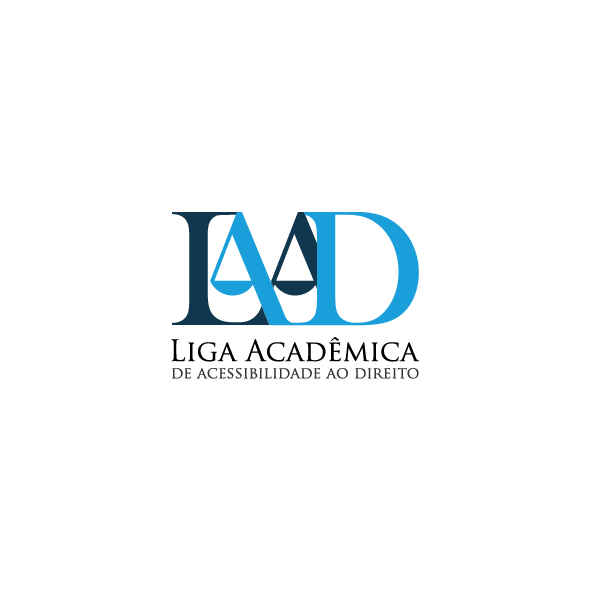 LAAD
LIGA ACADÊMICA
DE ACESSIBILIDADE AO DIREITO